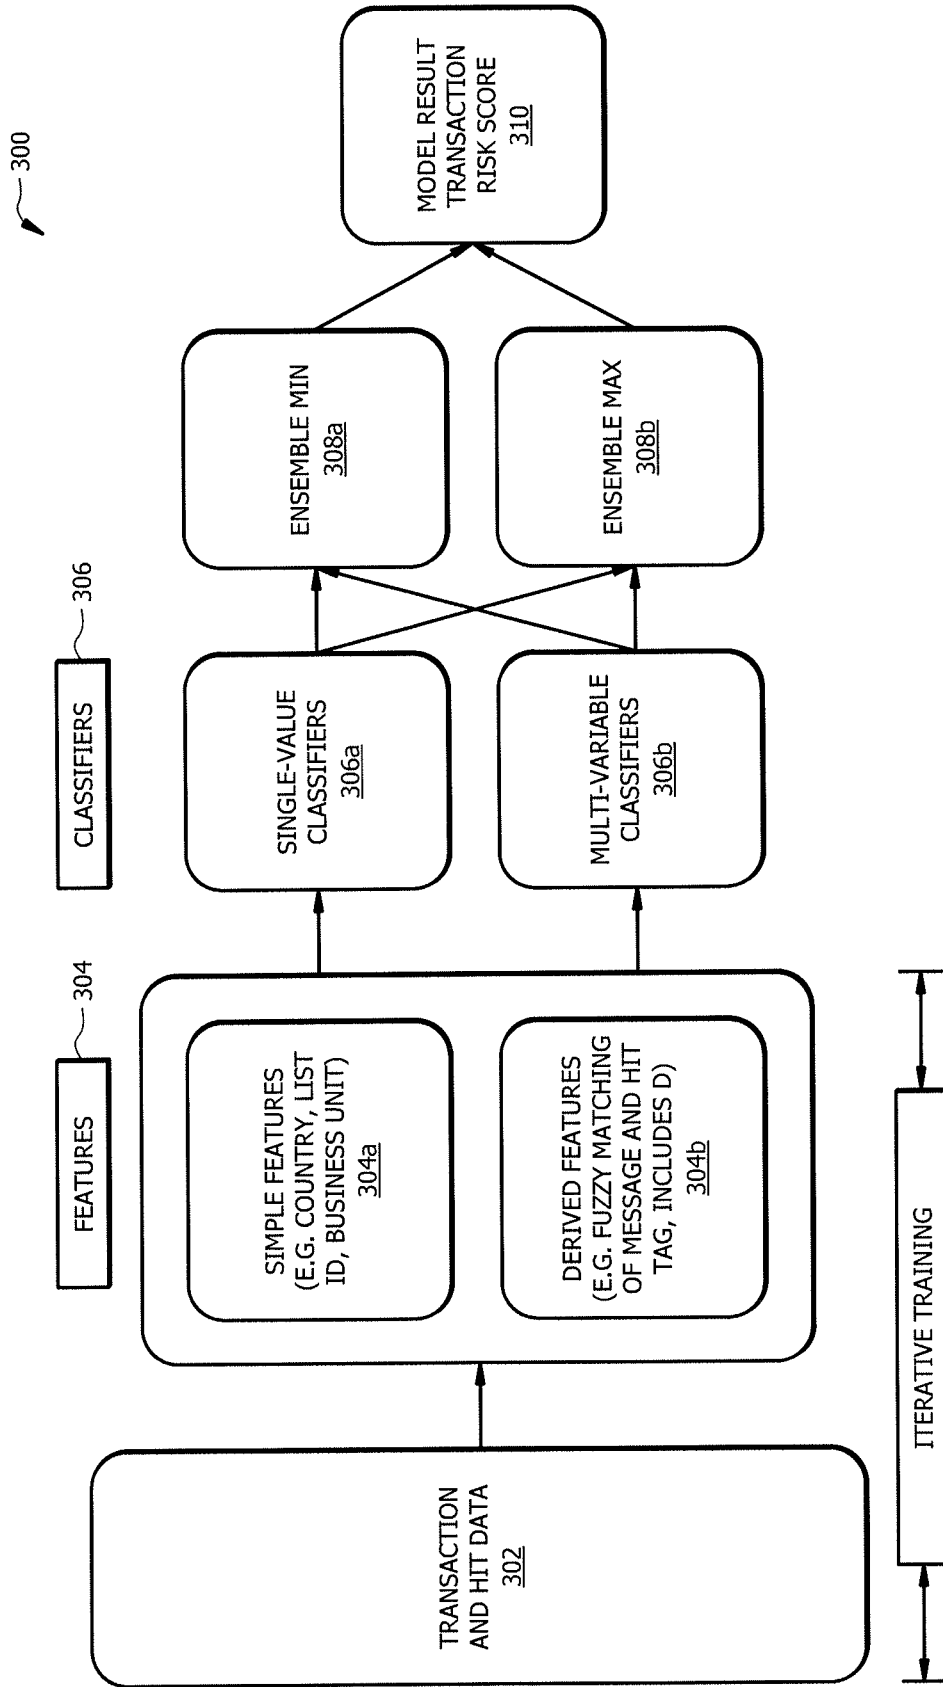 300
FEATURES
304
CLASSIFIERS
306
TRANSACTION
AND HIT DATA
302
SIMPLE FEATURES
(E.G. COUNTRY, LIST
ID, BUSINESS UNIT)
304a
DERIVED FEATURES
(E.G. FUZZY MATCHING
OF MESSAGE AND HIT
TAG, INCLUDES D)
304b
SINGLE-VALUE
CLASSIFIERS
306a
MULTI-VARIABLE
CLASSIFIERS
306b
ENSEMBLE MIN
308a
ENSEMBLE MAX
308b
MODEL RESULT
TRANSACTION
RISK SCORE
310
ITERATIVE TRAINING